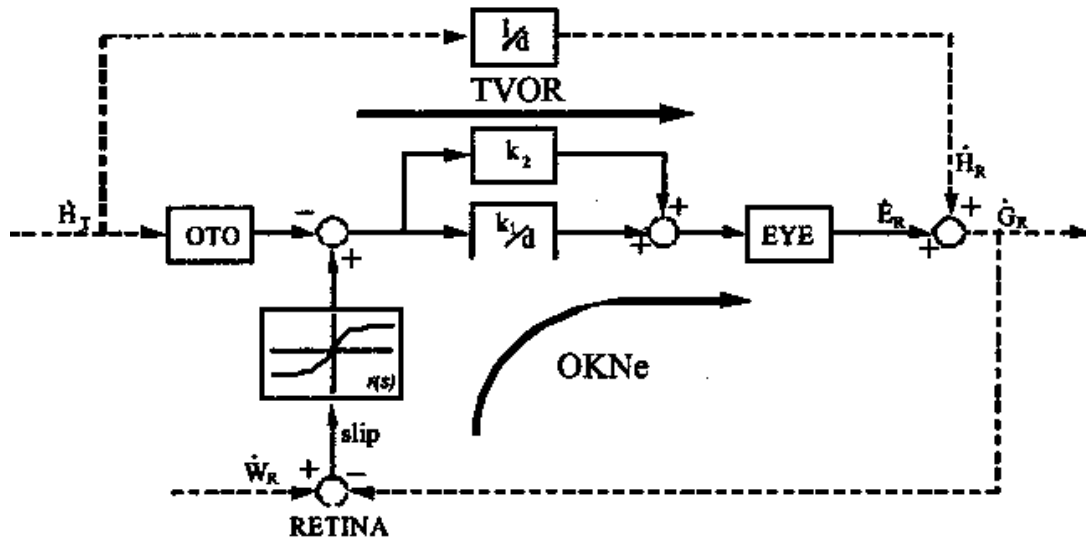 1/d
TVOR
k₂
Ḣ_R
Ḣ_T
OTO
−
+
k₁/d
+
+
EYE
Ė_R
+
+
Ġ_R
r(s)
OKNe
slip
Ẇ_R
+
−
RETINA